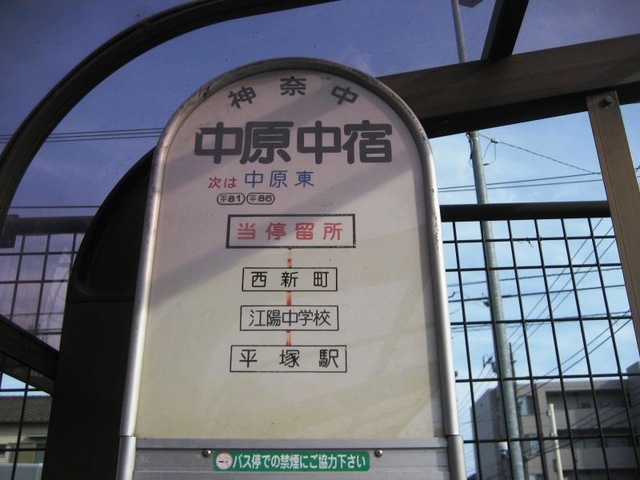 神奈中
中原中宿
次は 中原東
平81 平86
当停留所
西新町
江陽中学校
平塚駅
バス停での禁煙にご協力下さい